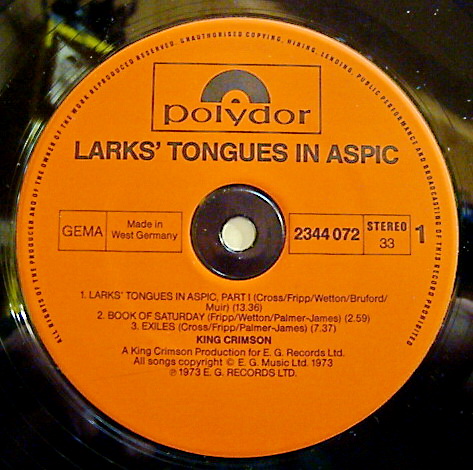 ALL RIGHTS OF THE PRODUCER AND OF THE OWNER OF THE WORK REPRODUCED RESERVED. UNAUTHORISED COPYING, HIRING, LENDING, PUBLIC PERFORMANCE AND BROADCASTING OF THIS RECORD PROHIBITED
polydor
LARKS' TONGUES IN ASPIC
GEMA
Made in
West Germany
2344 072
STEREO
33
1
1. LARKS' TONGUES IN ASPIC, PART I (Cross/Fripp/Wetton/Bruford/
Muir) (13.36)
2. BOOK OF SATURDAY (Fripp/Wetton/Palmer-James) (2.59)
3. EXILES (Cross/Fripp/Palmer-James) (7.37)
KING CRIMSON
A King Crimson Production for E. G. Records Ltd.
All songs copyright © E. G. Music Ltd. 1973
℗ 1973 E. G. RECORDS LTD.